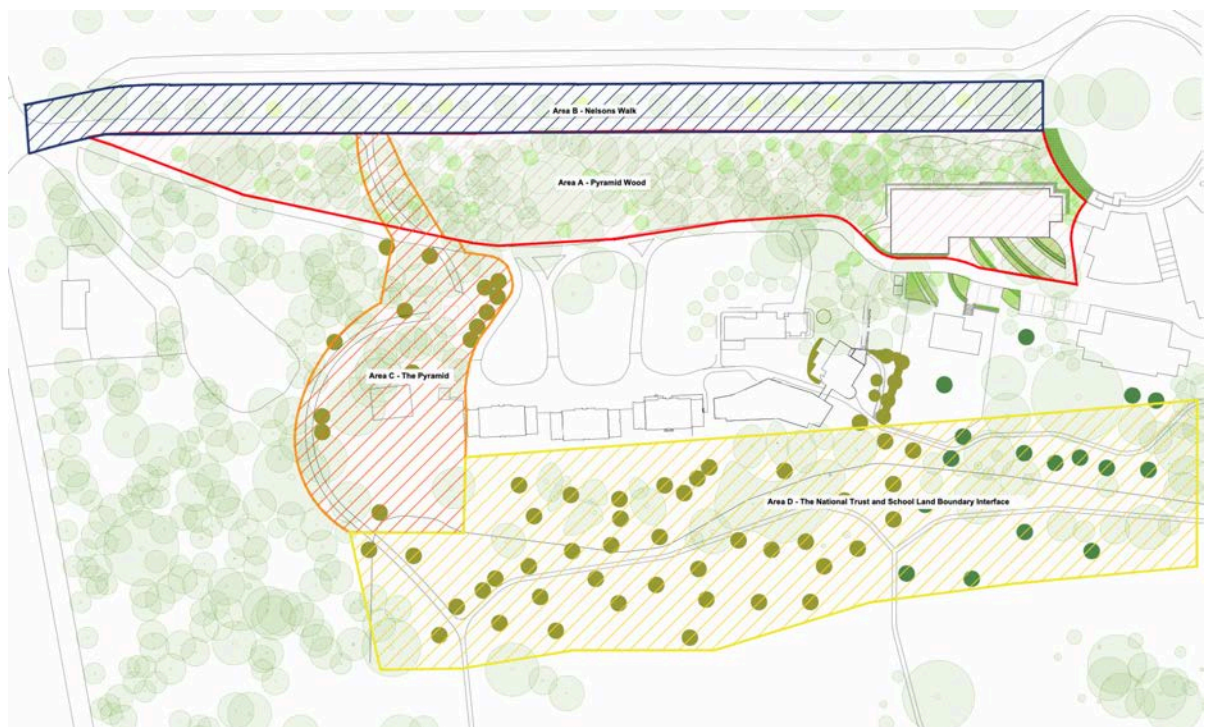 Area B - Nelsons Walk
Area A - Pyramid Wood
Area C - The Pyramid
Area D - The National Trust and School Land Boundary Interface